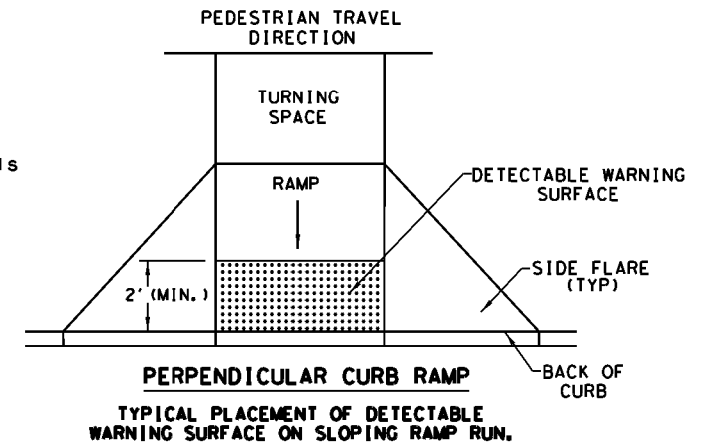 PEDESTRIAN TRAVEL
DIRECTION
TURNING
SPACE
ls
RAMP
DETECTABLE WARNING
SURFACE
SIDE FLARE
(TYP)
2' (MIN.)
PERPENDICULAR CURB RAMP
BACK OF
CURB
TYPICAL PLACEMENT OF DETECTABLE
WARNING SURFACE ON SLOPING RAMP RUN.